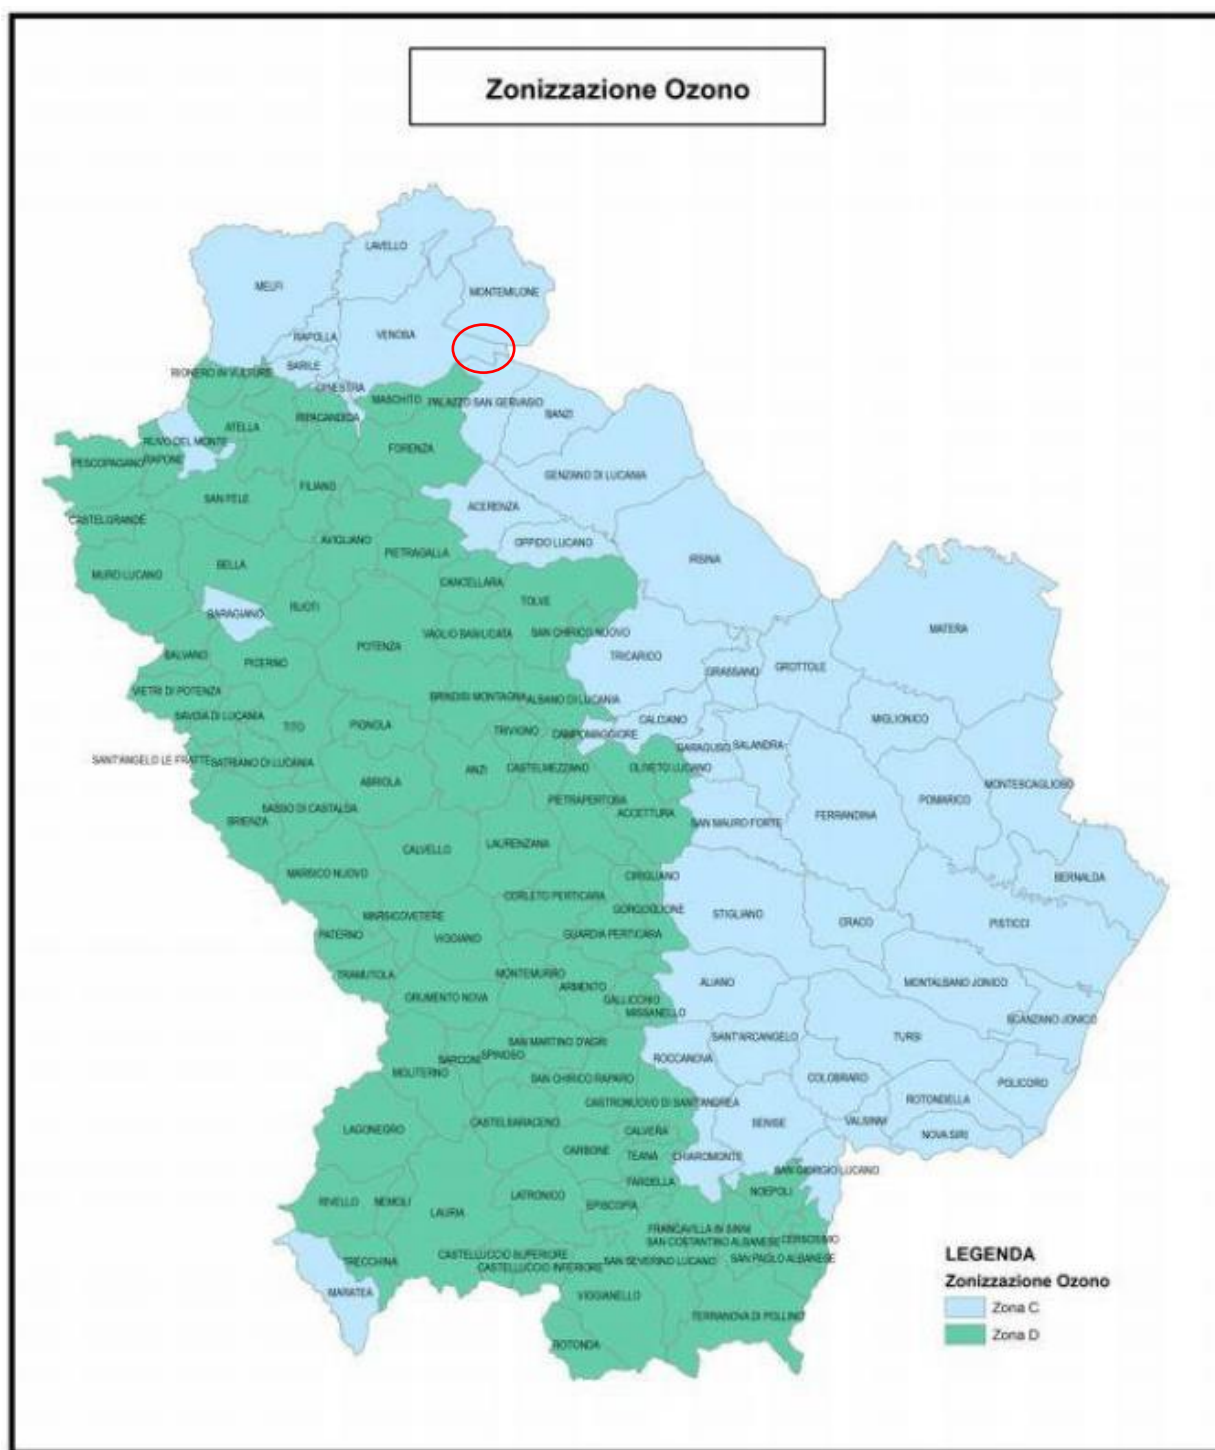 Zonizzazione Ozono
LAVELLO
MELFI
MONTEMILONE
RAPOLLA
VENOSA
BARILE
RIONERO IN VULTURE
GINESTRA
MASCHITO
PALAZZO SAN GERVASIO
BANZI
RIPACANDIDA
ATELLA
RUVO DEL MONTE
FORENZA
PESCOPAGANO
RAPONE
GENZANO DI LUCANIA
FILIANO
SAN FELE
ACERENZA
CASTELGRANDE
AVIGLIANO
OPPIDO LUCANO
PIETRAGALLA
IRSINA
BELLA
MURO LUCANO
CANCELLARA
TOLVE
RUOTI
BARAGIANO
VAGLIO BASILICATA
SAN CHIRICO NUOVO
MATERA
POTENZA
BALVANO
PICERNO
TRICARICO
GRASSANO
GROTTOLE
VIETRI DI POTENZA
BRINDISI MONTAGNA
ALBANO DI LUCANIA
SAVOIA DI LUCANIA
TITO
PIGNOLA
TRIVIGNO
CAMPOMAGGIORE
CALCIANO
MIGLIONICO
GARAGUSO
SALANDRA
SANT'ANGELO LE FRATTE
SATRIANO DI LUCANIA
ANZI
CASTELMEZZANO
OLIVETO LUCANO
ABRIOLA
MONTESCAGLIOSO
PIETRAPERTOSA
POMARICO
SASSO DI CASTALDA
ACCETTURA
BRIENZA
SAN MAURO FORTE
FERRANDINA
CALVELLO
LAURENZANA
MARSICO NUOVO
CIRIGLIANO
BERNALDA
CORLETO PERTICARA
GORGOGLIONE
STIGLIANO
MARSICOVETERE
CRACO
PISTICCI
PATERNO
VIGGIANO
GUARDIA PERTICARA
TRAMUTOLA
MONTEMURRO
ARMENTO
ALIANO
MONTALBANO JONICO
GRUMENTO NOVA
GALLICCHIO
MISSANELLO
SCANZANO JONICO
SAN MARTINO D'AGRI
SANT'ARCANGELO
TURSI
SARCONI
SPINOSO
ROCCANOVA
MOLITERNO
SAN CHIRICO RAPARO
COLOBRARO
POLICORO
CASTRONUOVO DI SANT'ANDREA
ROTONDELLA
LAGONEGRO
CASTELSARACENO
CALVERA
SENISE
VALSINNI
NOVA SIRI
CARBONE
TEANA
CHIAROMONTE
SAN GIORGIO LUCANO
FARDELLA
NOEPOLI
RIVELLO
NEMOLI
LATRONICO
EPISCOPIA
LAURIA
FRANCAVILLA IN SINNI
SAN COSTANTINO ALBANESE
CERSOSIMO
TRECCHINA
CASTELLUCCIO SUPERIORE
CASTELLUCCIO INFERIORE
SAN SEVERINO LUCANO
SAN PAOLO ALBANESE
MARATEA
VIGGIANELLO
TERRANOVA DI POLLINO
ROTONDA
LEGENDA
Zonizzazione Ozono
Zona C
Zona D